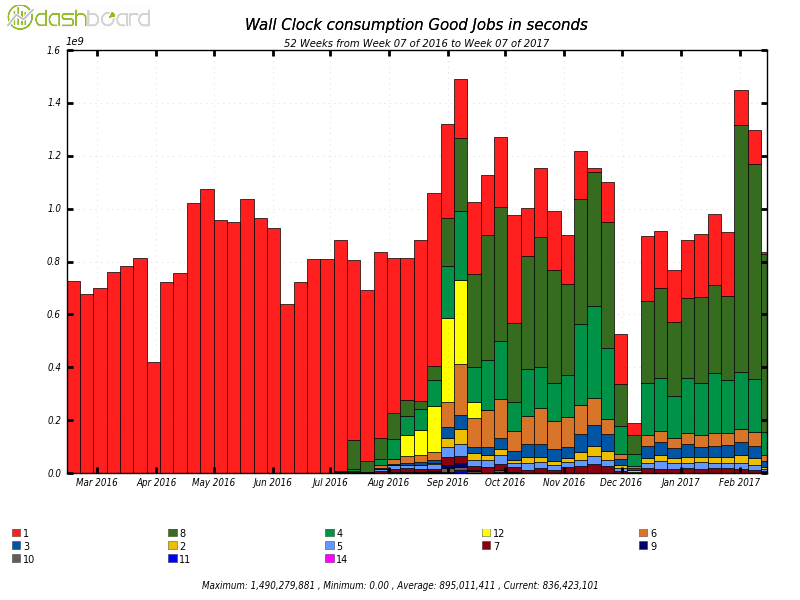 dashboard
Wall Clock consumption Good Jobs in seconds
52 Weeks from Week 07 of 2016 to Week 07 of 2017
1e9
1.6
1.4
1.2
1.0
0.8
0.6
0.4
0.2
0.0
Mar 2016 Apr 2016 May 2016 Jun 2016 Jul 2016 Aug 2016 Sep 2016 Oct 2016 Nov 2016 Dec 2016 Jan 2017 Feb 2017
1 8 4 12 6
3 2 5 7 9
10 11 14
Maximum: 1,490,279,881 , Minimum: 0.00 , Average: 895,011,411 , Current: 836,423,101